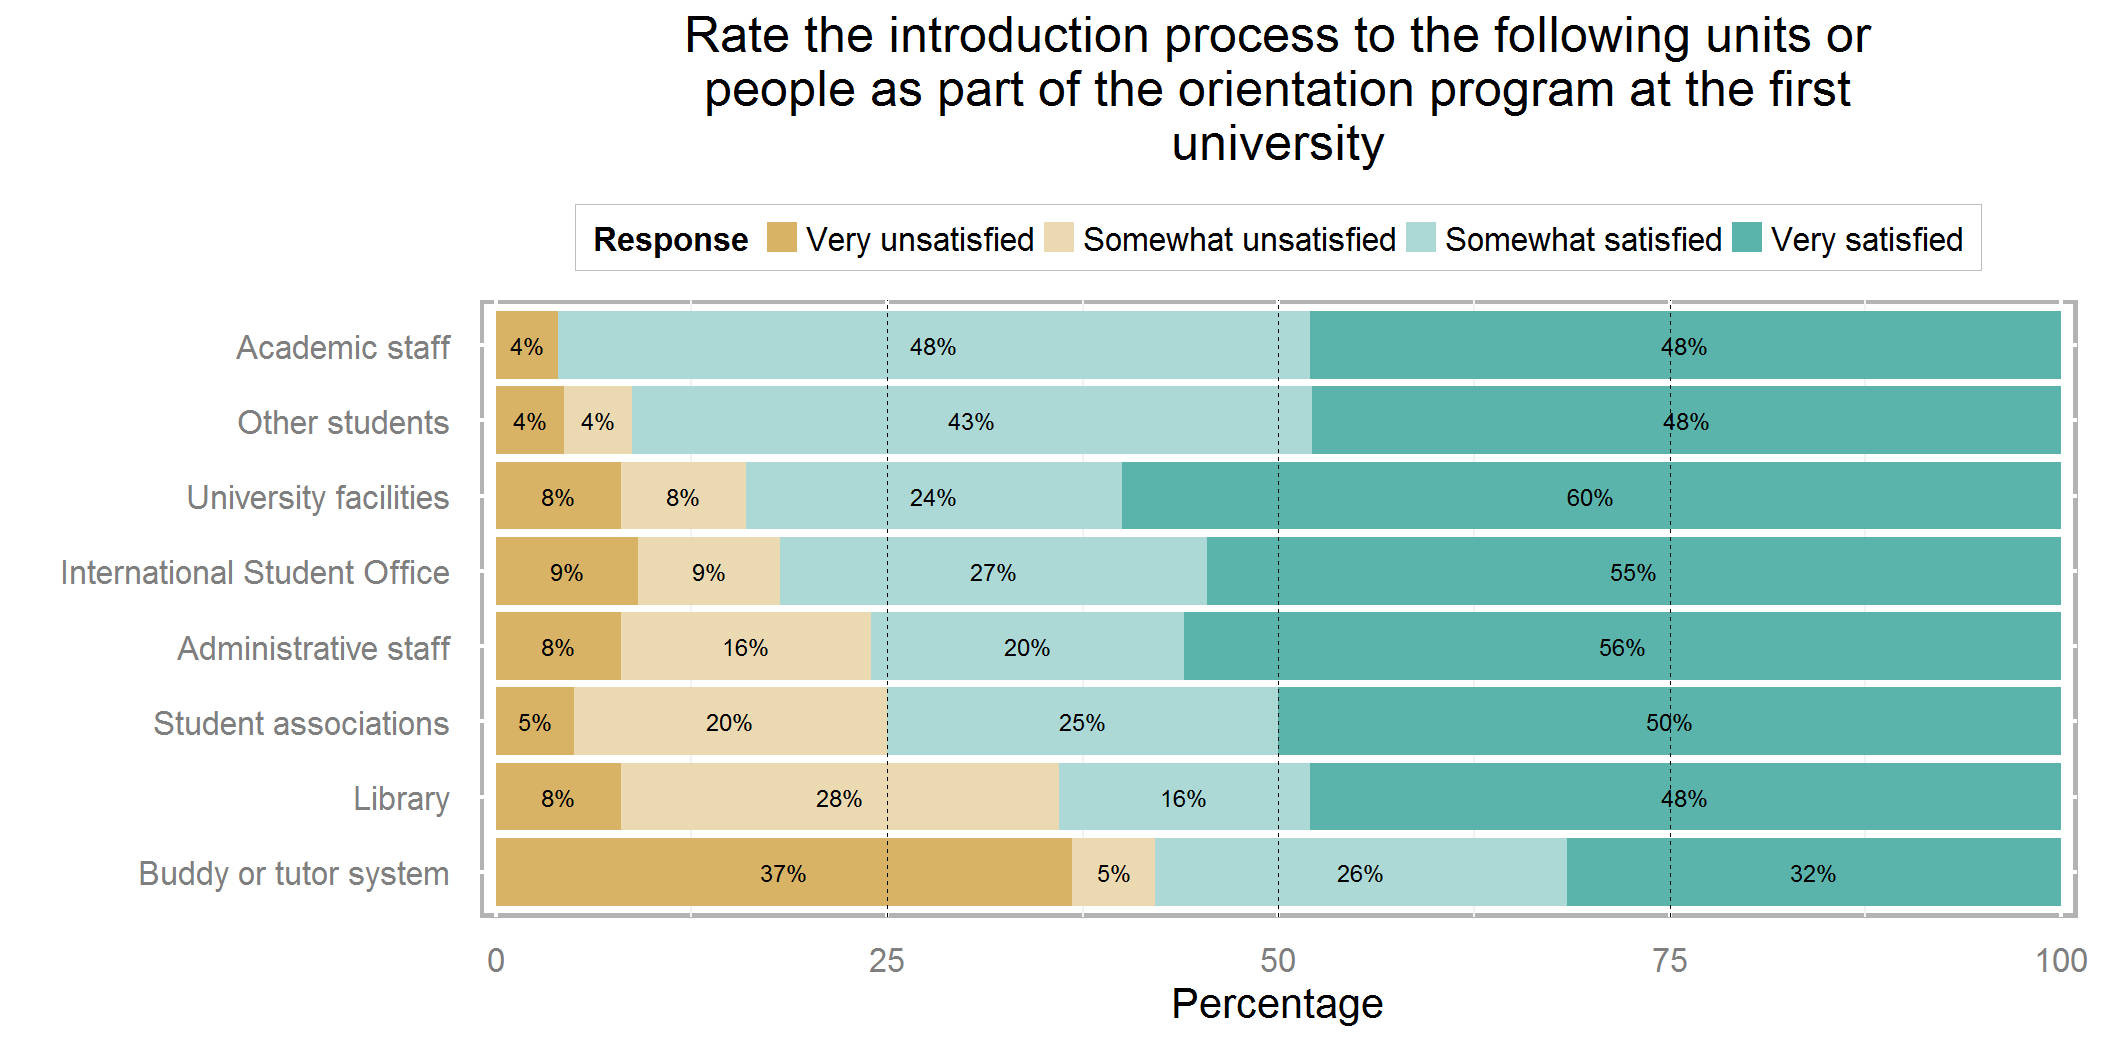 Rate the introduction process to the following units or
people as part of the orientation program at the first
university
Response Very unsatisfied Somewhat unsatisfied Somewhat satisfied Very satisfied
Academic staff 4% 48% 48%
Other students 4% 4% 43% 48%
University facilities 8% 8% 24% 60%
International Student Office 9% 9% 27% 55%
Administrative staff 8% 16% 20% 56%
Student associations 5% 20% 25% 50%
Library 8% 28% 16% 48%
Buddy or tutor system 37% 5% 26% 32%
0 25 50 75 100
Percentage